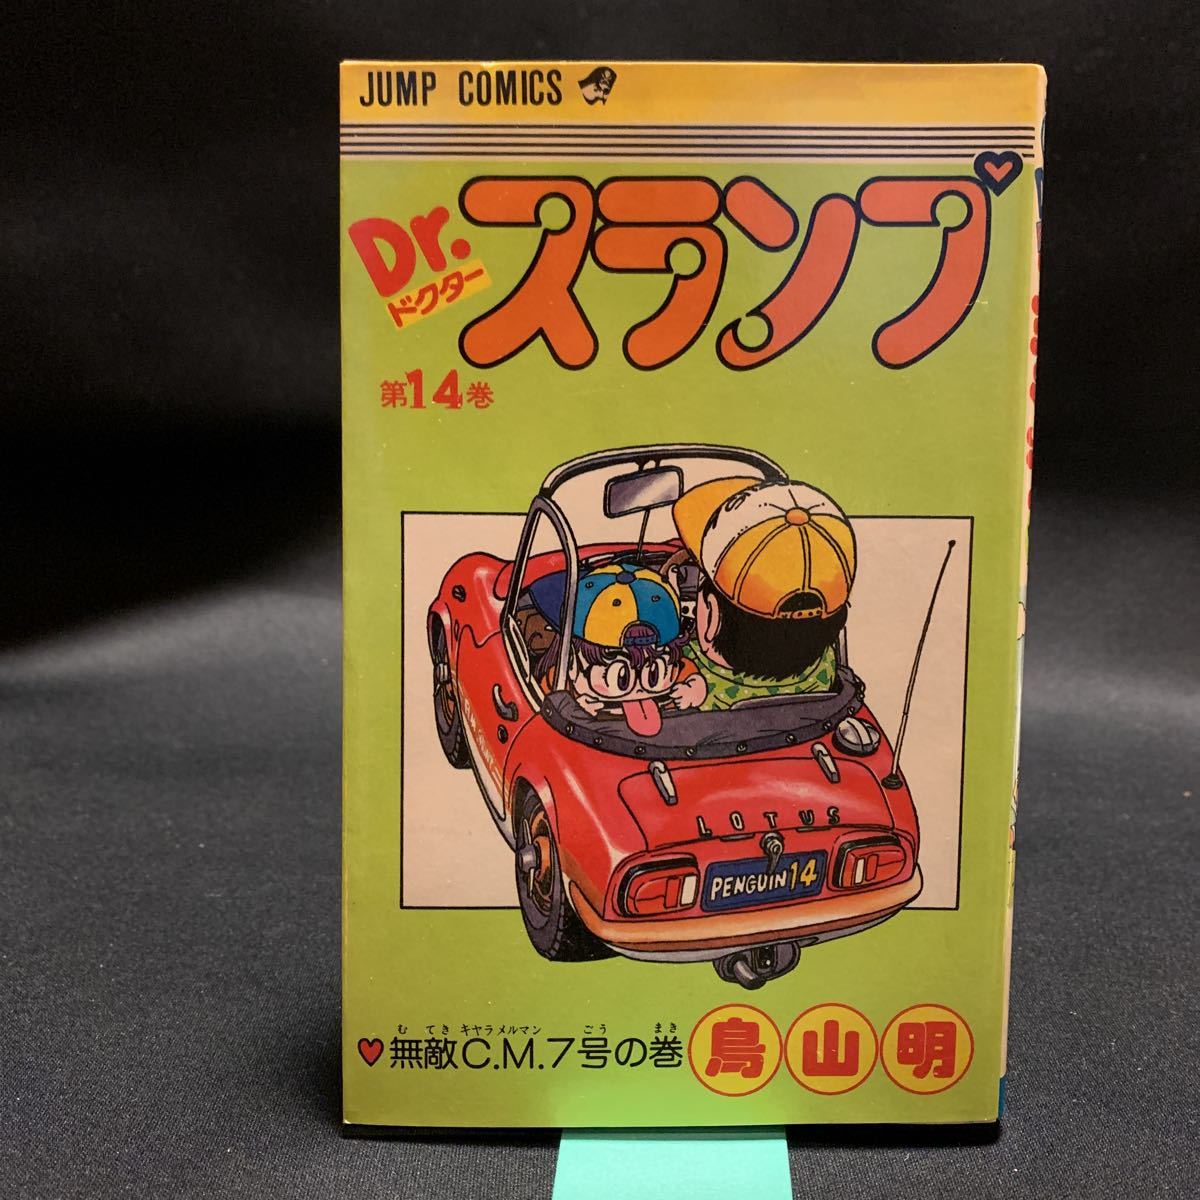 JUMP COMICS
Dr.
ドクター
スランプ
第14巻
LOTUS
PENGUIN 14
む てき キャラメルマン ごう まき
♥無敵C.M.7号の巻
鳥山明